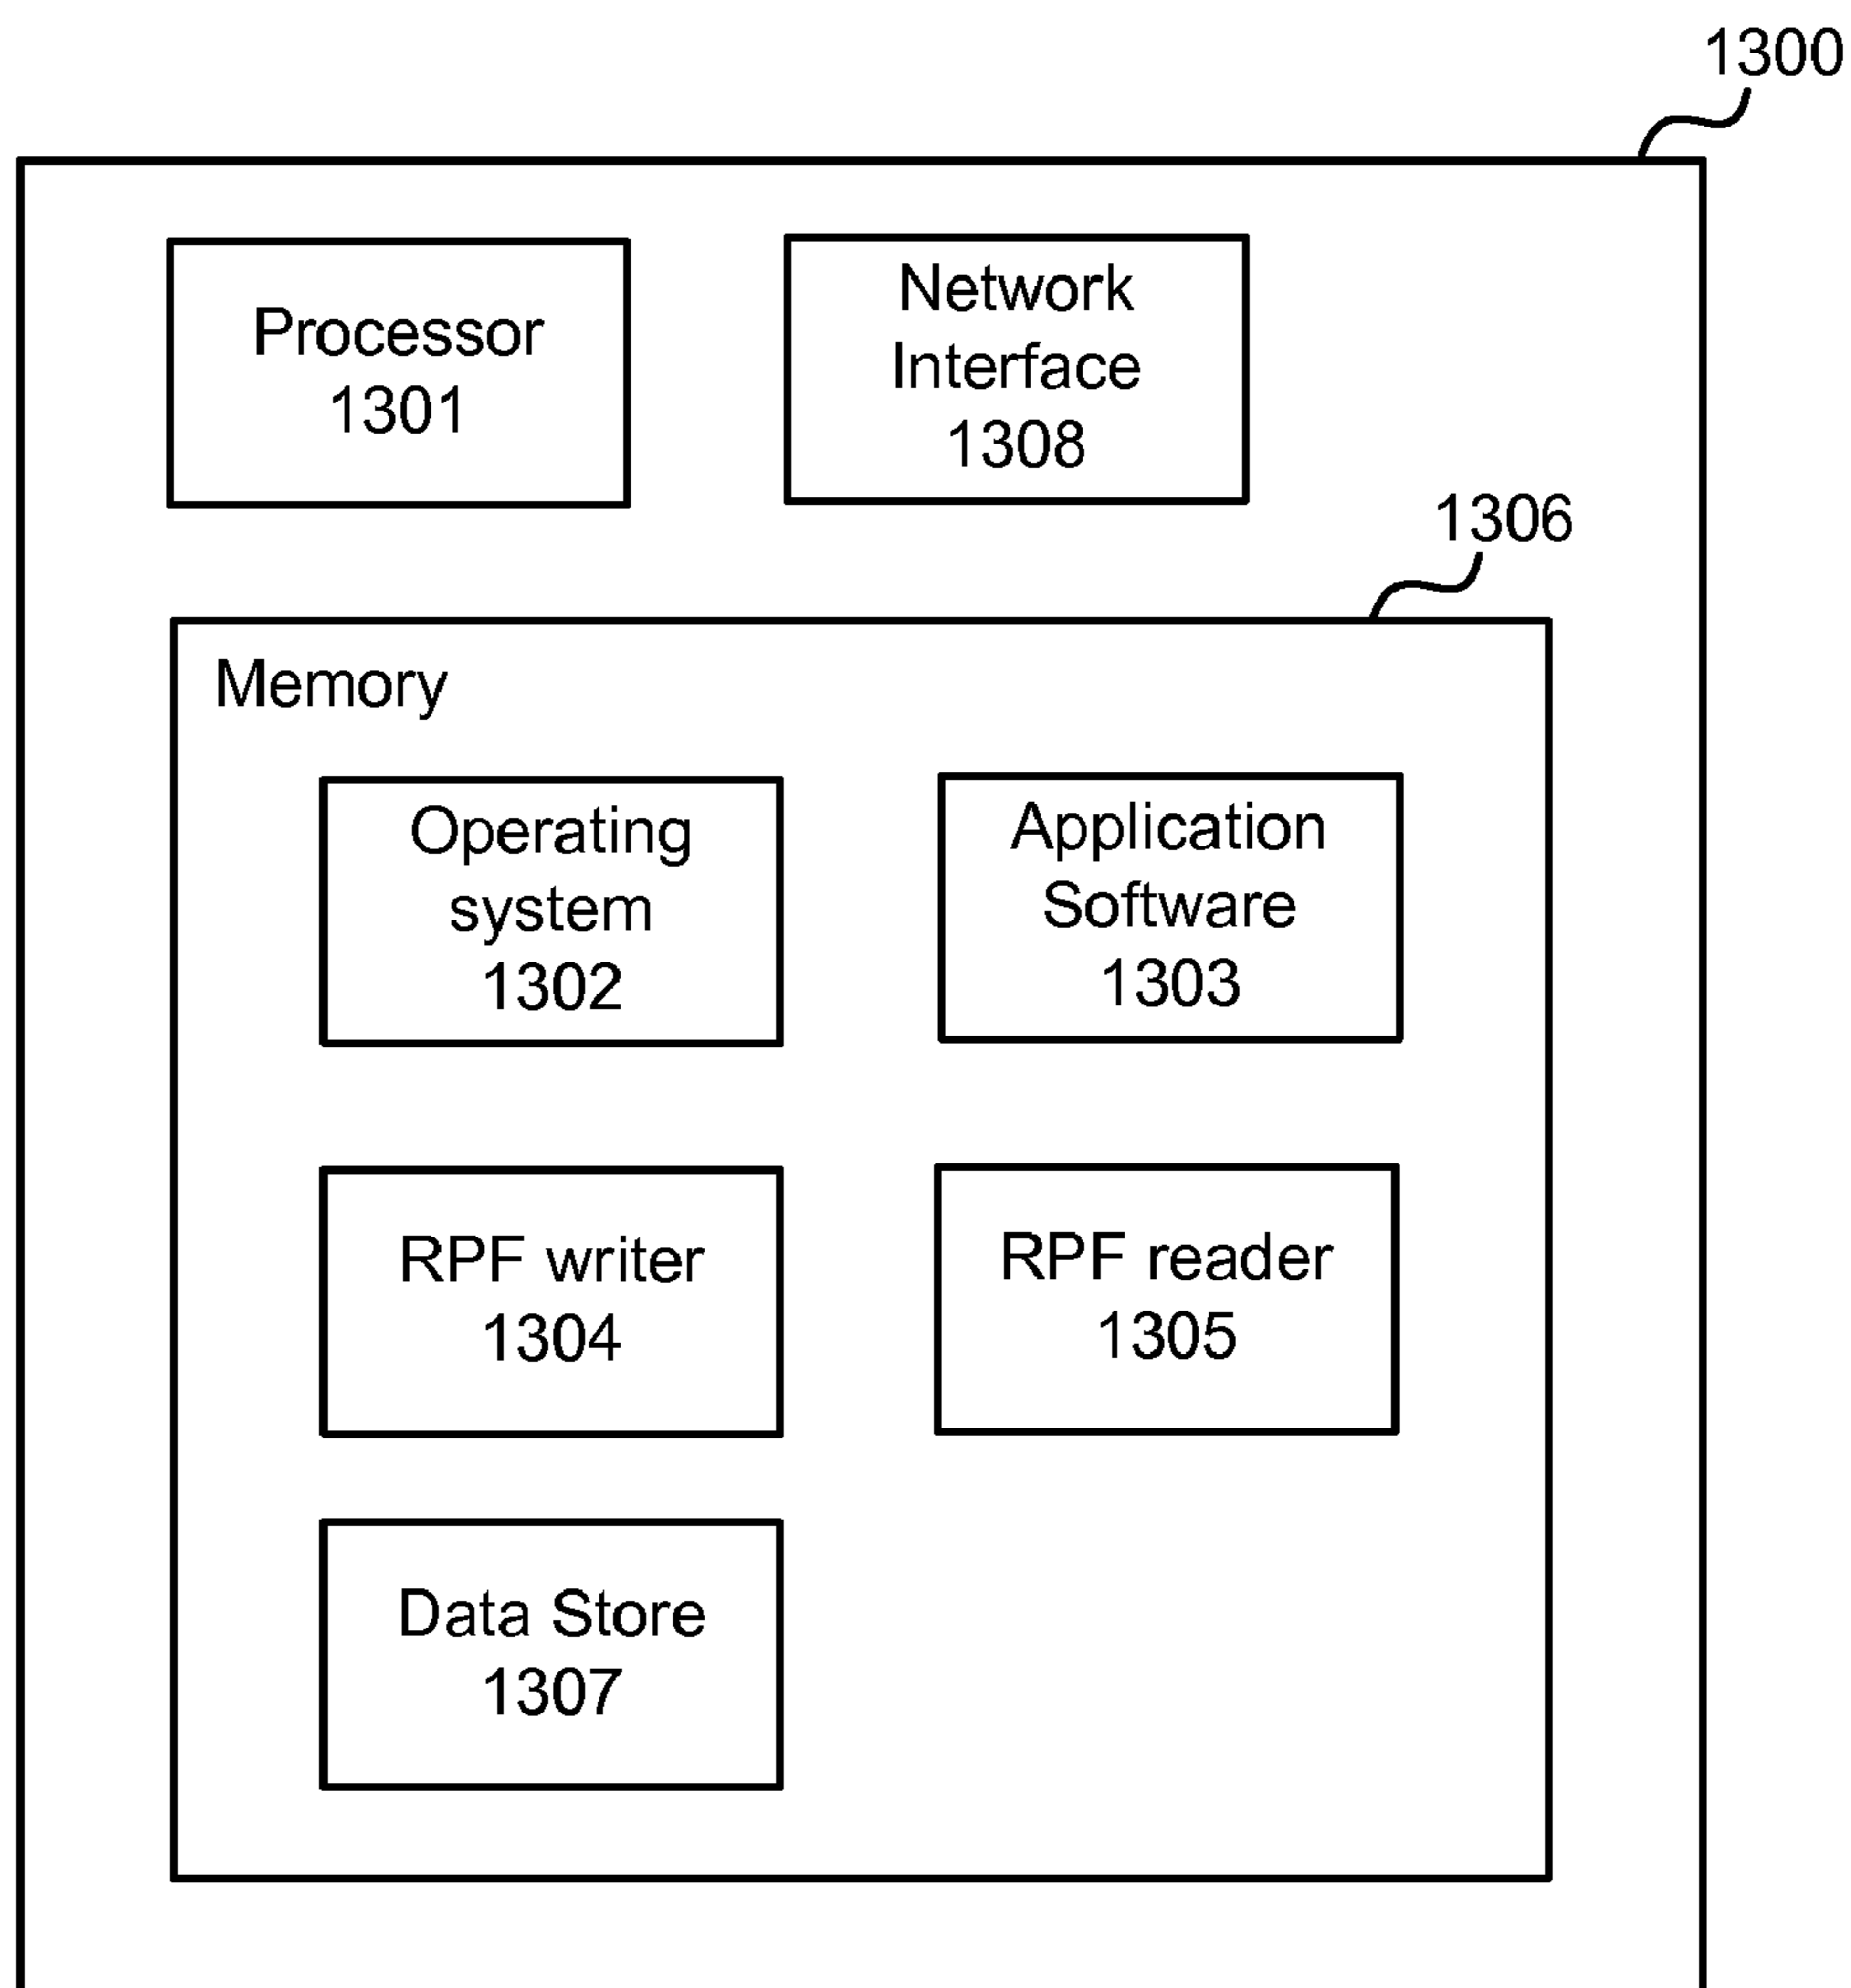 1300
Processor
1301
Network
Interface
1308
1306
Memory
Operating
system
1302
Application
Software
1303
RPF writer
1304
RPF reader
1305
Data Store
1307